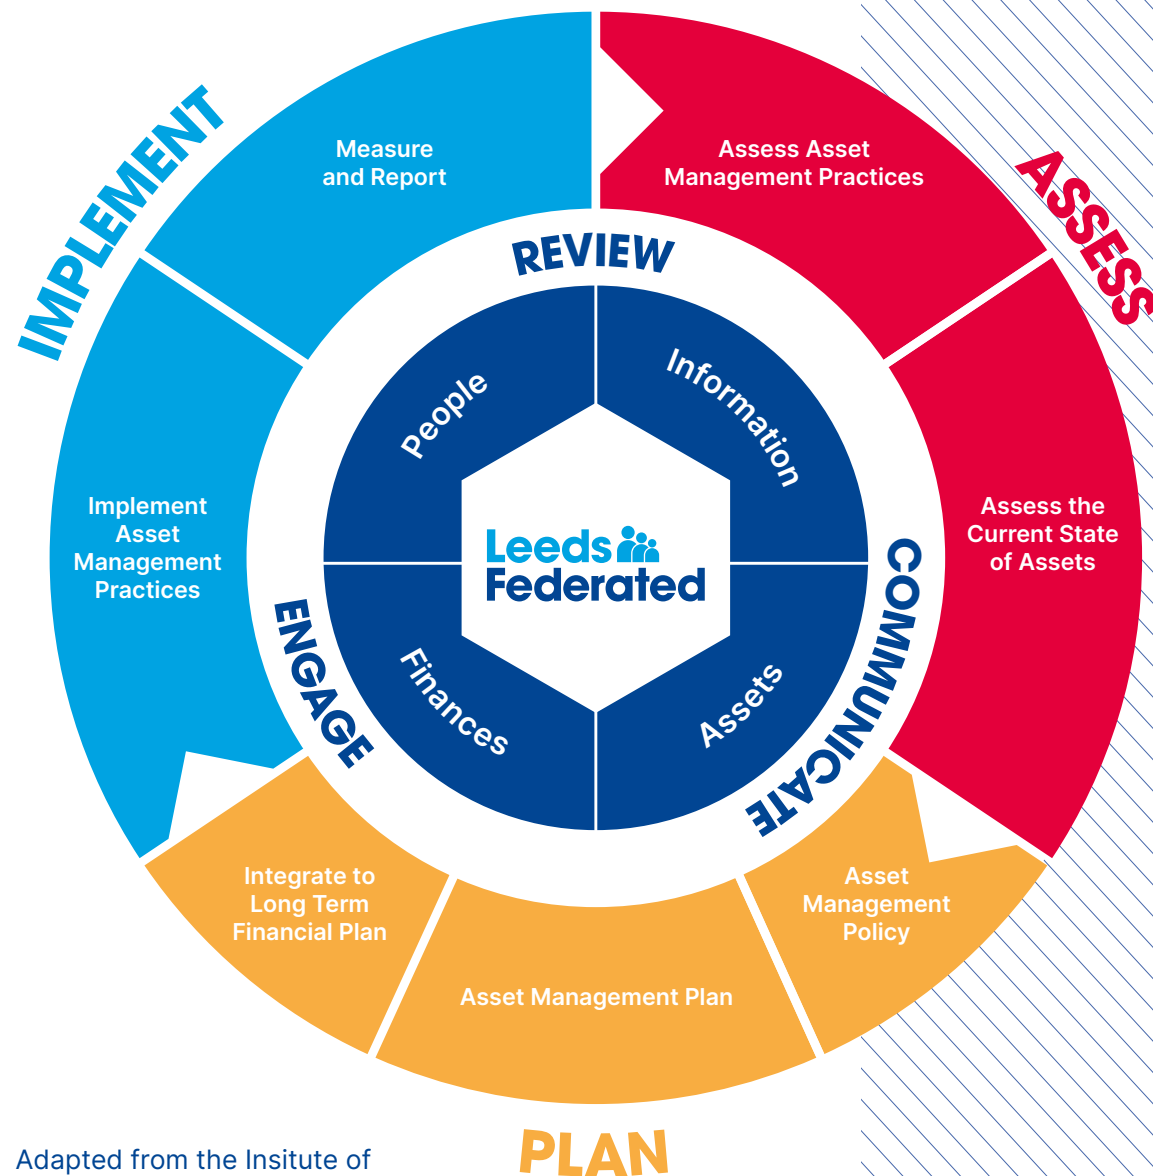 IMPLEMENT
Measure
and Report
Assess Asset
Management Practices
ASSESS
REVIEW
People
Information
Implement
Asset
Management
Practices
Leeds
Federated
Assess the
Current State
of Assets
ENGAGE
COMMUNICATE
Finances
Assets
Integrate to
Long Term
Financial Plan
Asset Management Plan
Asset
Management
Policy
PLAN
Adapted from the Insitute of